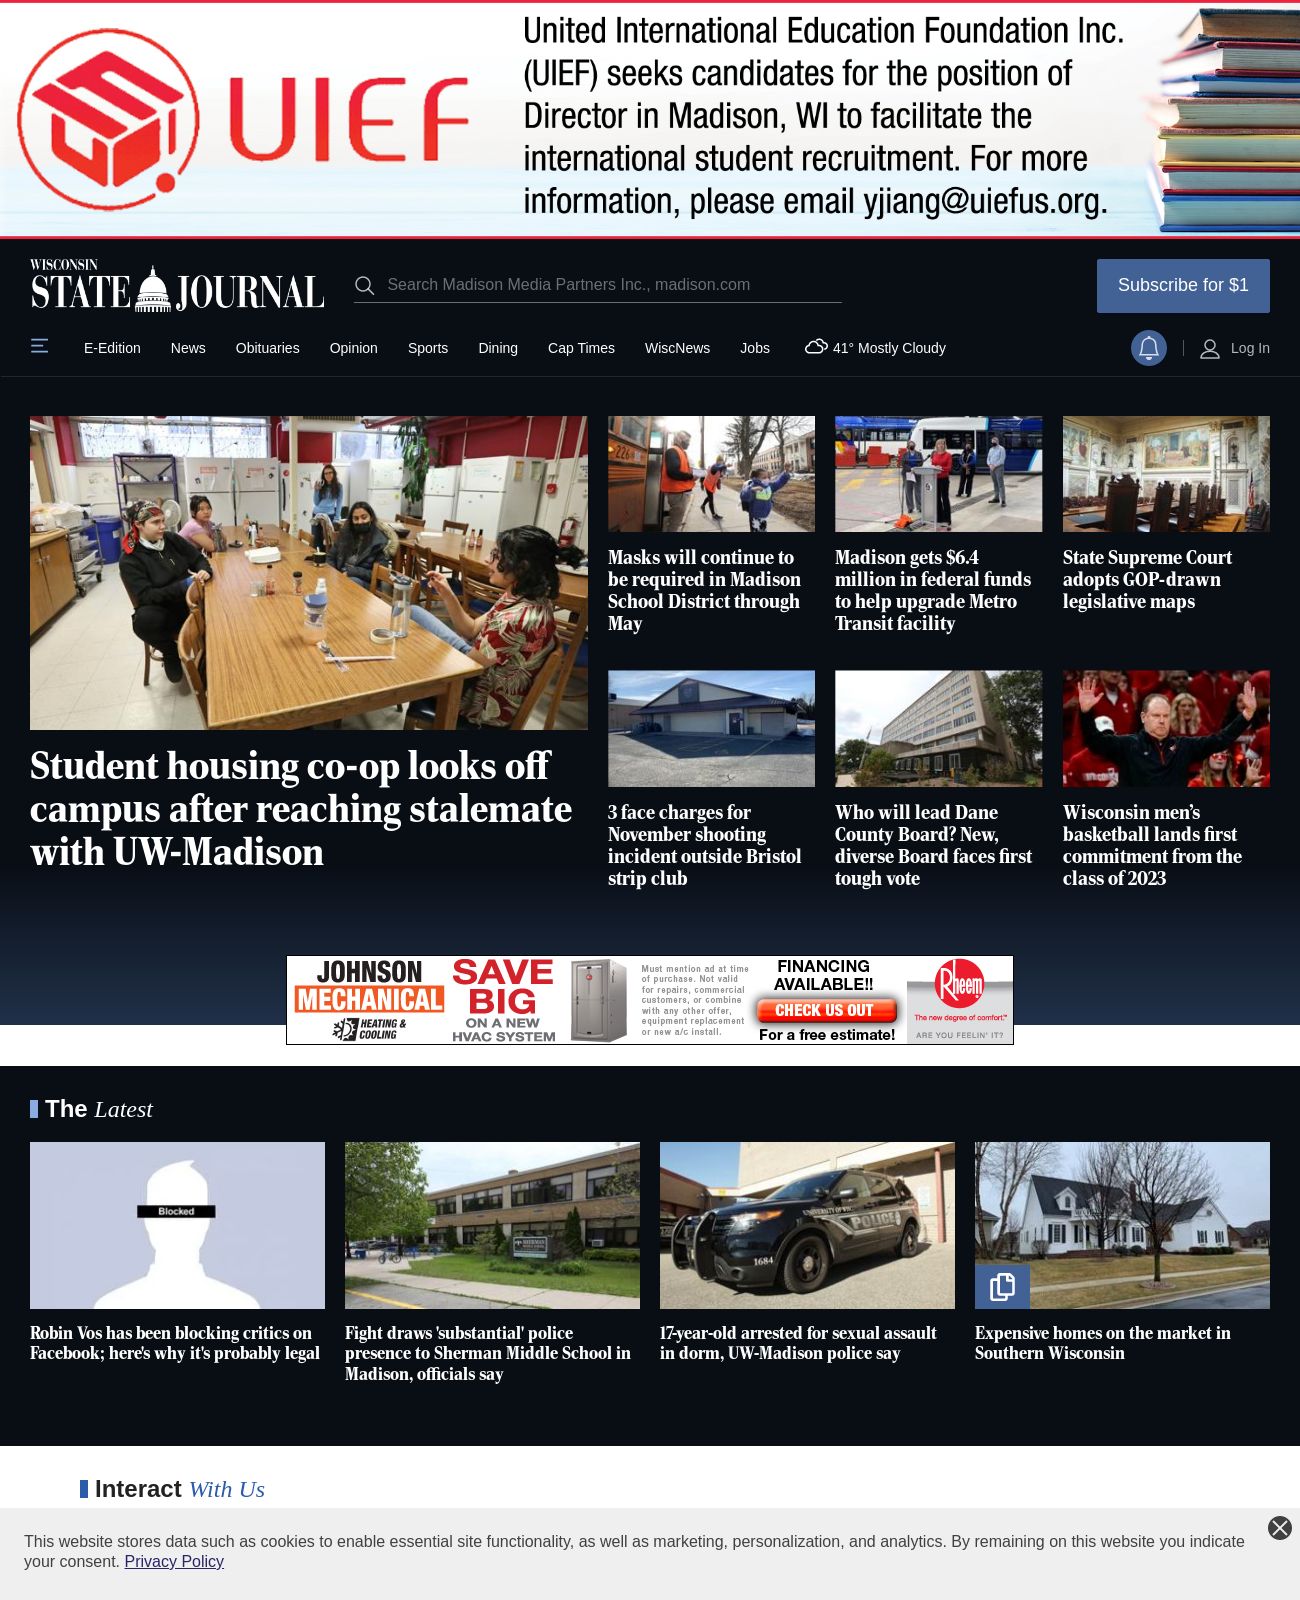 UIEF
United International Education Foundation Inc.
(UIEF) seeks candidates for the position of
Director in Madison, WI to facilitate the
international student recruitment. For more
information, please email yjiang@uiefus.org.
WISCONSIN
STATE JOURNAL
Search Madison Media Partners Inc., madison.com
Subscribe for $1
E-Edition News Obituaries Opinion Sports Dining Cap Times WiscNews Jobs 41° Mostly Cloudy Log In
226
Masks will continue to
be required in Madison
School District through
May
Madison gets $6.4
million in federal funds
to help upgrade Metro
Transit facility
State Supreme Court
adopts GOP-drawn
legislative maps
Student housing co-op looks off
campus after reaching stalemate
with UW-Madison
3 face charges for
November shooting
incident outside Bristol
strip club
Who will lead Dane
County Board? New,
diverse Board faces first
tough vote
Wisconsin men’s
basketball lands first
commitment from the
class of 2023
JOHNSON
MECHANICAL
HEATING &
COOLING
SAVE
BIG
ON A NEW
HVAC SYSTEM
Must mention ad at time
of purchase. Not valid
for repairs, commercial
customers, or combine
with any other offer,
equipment replacement
or new a/c install.
FINANCING
AVAILABLE!!
CHECK US OUT
For a free estimate!
Rheem
The new degree of comfort.™
ARE YOU FEELIN' IT?
The Latest
Blocked
POLICE
1684
Robin Vos has been blocking critics on
Facebook; here's why it's probably legal
Fight draws 'substantial' police
presence to Sherman Middle School in
Madison, officials say
17-year-old arrested for sexual assault
in dorm, UW-Madison police say
Expensive homes on the market in
Southern Wisconsin
Interact With Us
This website stores data such as cookies to enable essential site functionality, as well as marketing, personalization, and analytics. By remaining on this website you indicate
your consent. Privacy Policy